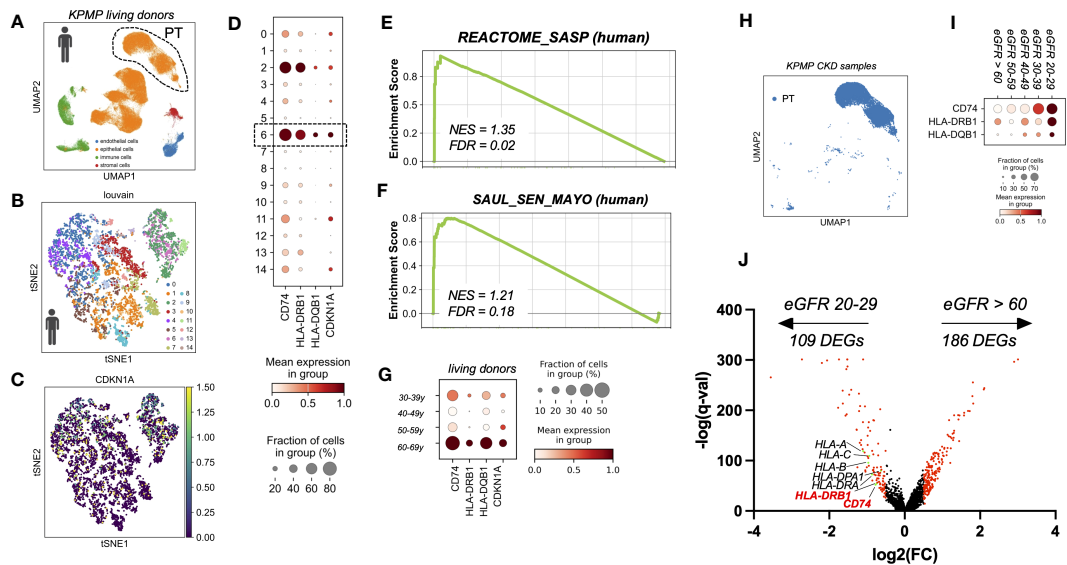 A
KPMP living donors
PT
UMAP2
endothelial cells
epithelial cells
immune cells
stromal cells
UMAP1
B
louvain
tSNE2
0
1 8
2 9
3 10
4 11
5 12
6 13
7 14
tSNE1
C
CDKN1A
tSNE2
1.50
1.25
1.00
0.75
0.50
0.25
0.00
tSNE1
D
0
1
2
3
4
5
6
7
8
9
10
11
12
13
14
CD74
HLA-DRB1
HLA-DQB1
CDKN1A
Mean expression
in group
0.0 0.5 1.0
Fraction of cells
in group (%)
20 40 60 80
E
REACTOME_SASP (human)
Enrichment Score
0.8
0.5
0.2
0.0
NES = 1.35
FDR = 0.02
F
SAUL_SEN_MAYO (human)
Enrichment Score
0.8
0.6
0.4
0.2
0.0
NES = 1.21
FDR = 0.18
G
living donors
30-39y
40-49y
50-59y
60-69y
CD74
HLA-DRB1
HLA-DQB1
CDKN1A
Fraction of cells
in group (%)
10 20 30 40 50
Mean expression
in group
0.0 0.5 1.0
H
KPMP CKD samples
PT
UMAP2
UMAP1
I
eGFR > 60
eGFR 50-59
eGFR 40-49
eGFR 30-39
eGFR 20-29
CD74
HLA-DRB1
HLA-DQB1
Fraction of cells
in group (%)
10 30 50 70
Mean expression
in group
0.0 0.5 1.0
J
eGFR 20-29
109 DEGs
eGFR > 60
186 DEGs
-log(q-val)
400
300
200
100
0
HLA-A
HLA-C
HLA-B
HLA-DPA1
HLA-DRA
HLA-DRB1
CD74
-4 -2 0 2 4
log2(FC)